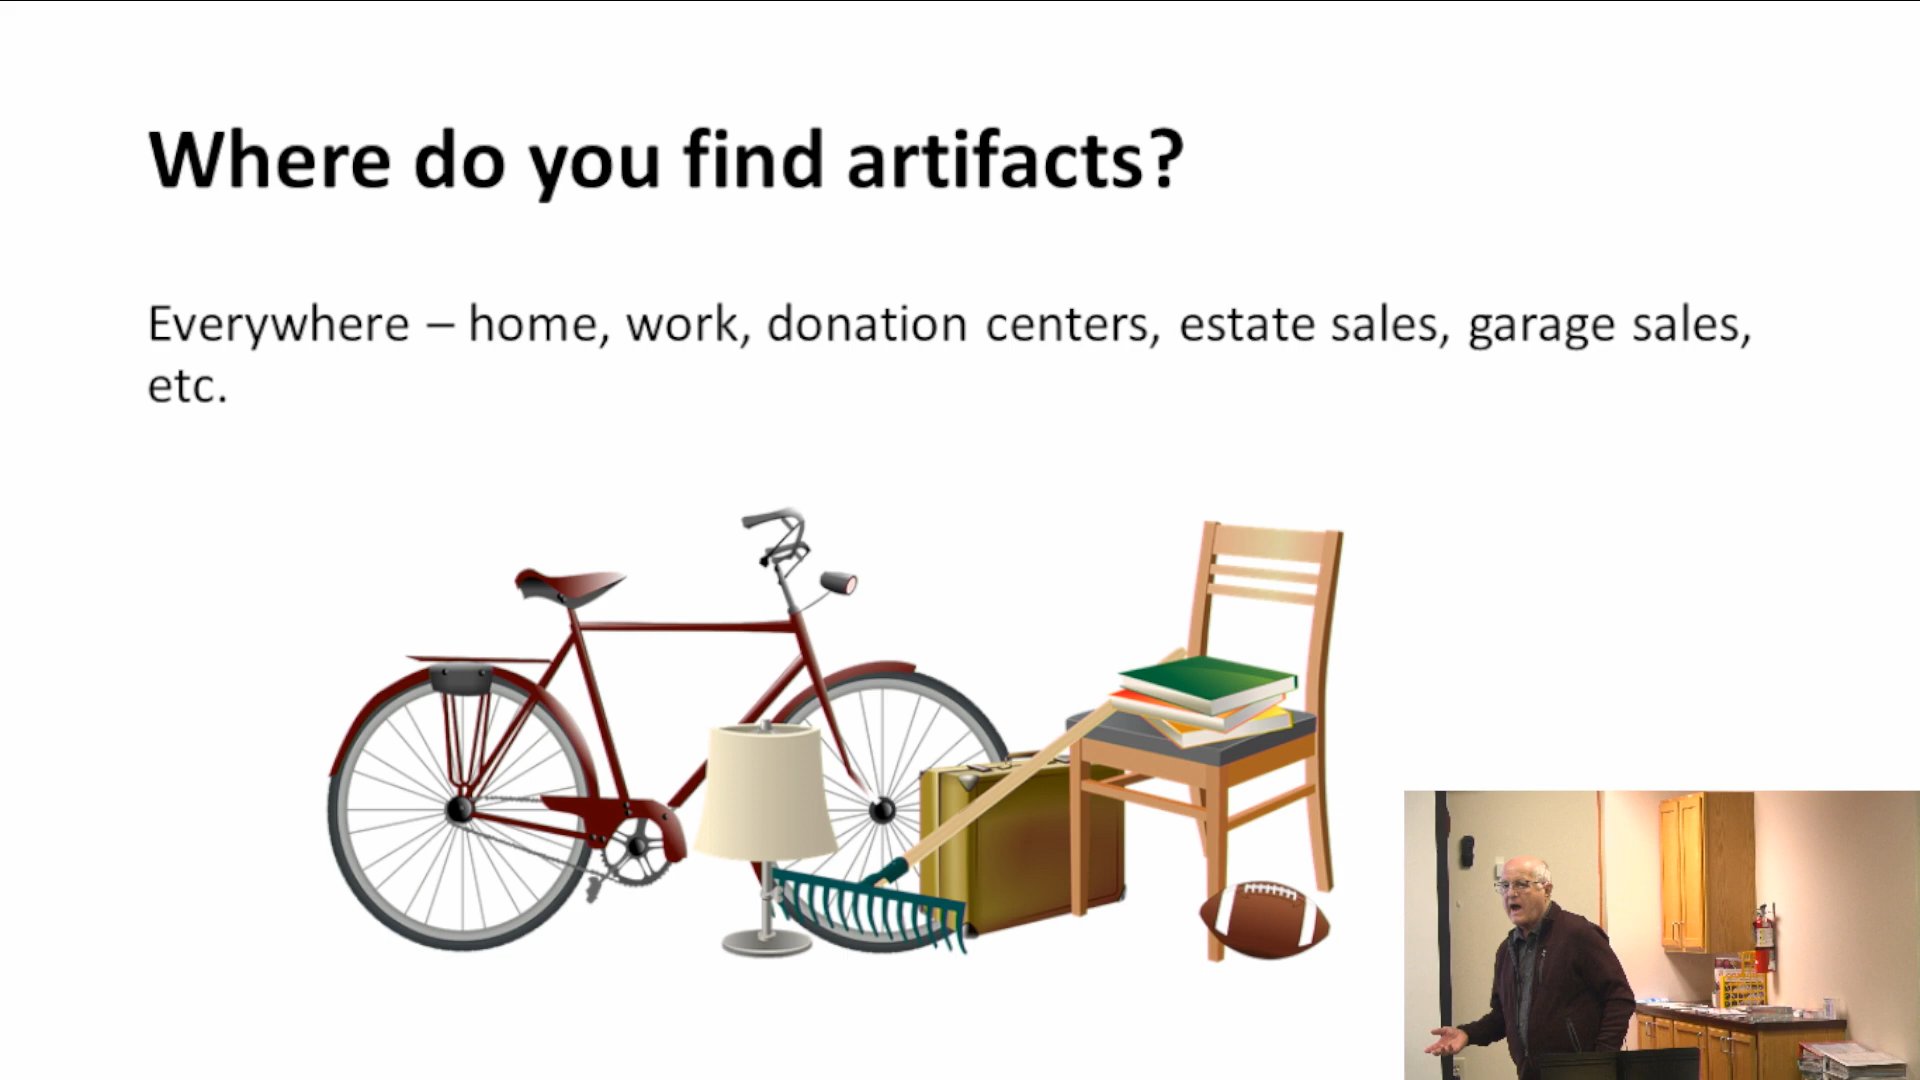 Where do you find artifacts?
Everywhere – home, work, donation centers, estate sales, garage sales,
etc.